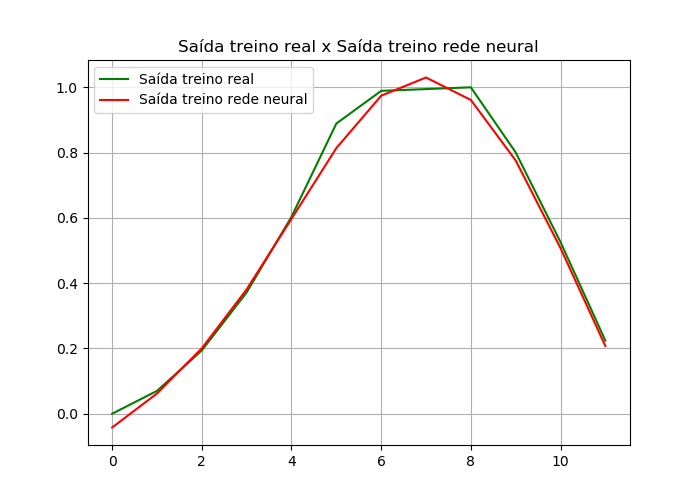 Saída treino real x Saída treino rede neural
Saída treino real
Saída treino rede neural
1.0
0.8
0.6
0.4
0.2
0.0
0 2 4 6 8 10